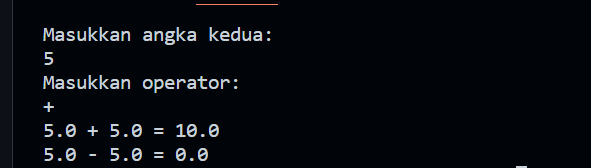 Masukkan angka kedua:
5
Masukkan operator:
+
5.0 + 5.0 = 10.0
5.0 - 5.0 = 0.0